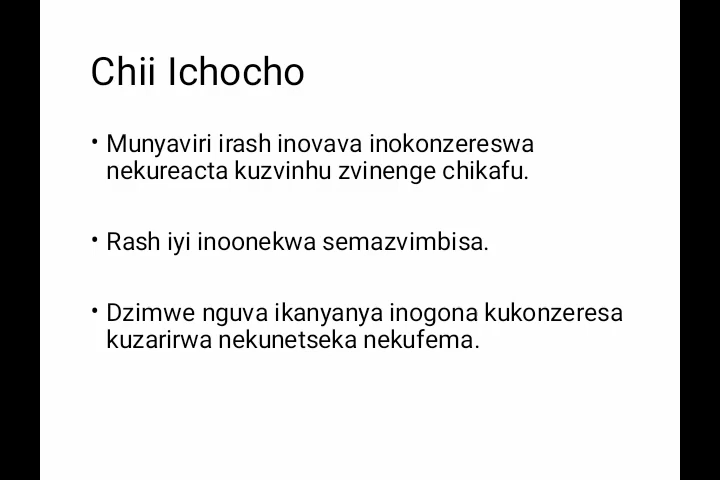 Chii Ichocho
• Munyaviri irash inovava inokonzereswa
nekureacta kuzvinhu zvinenge chikafu.
• Rash iyi inoonekwa semazvimbisa.
• Dzimwe nguva ikanyanya inogona kukonzeresa
kuzarirwa nekunetseka nekufema.